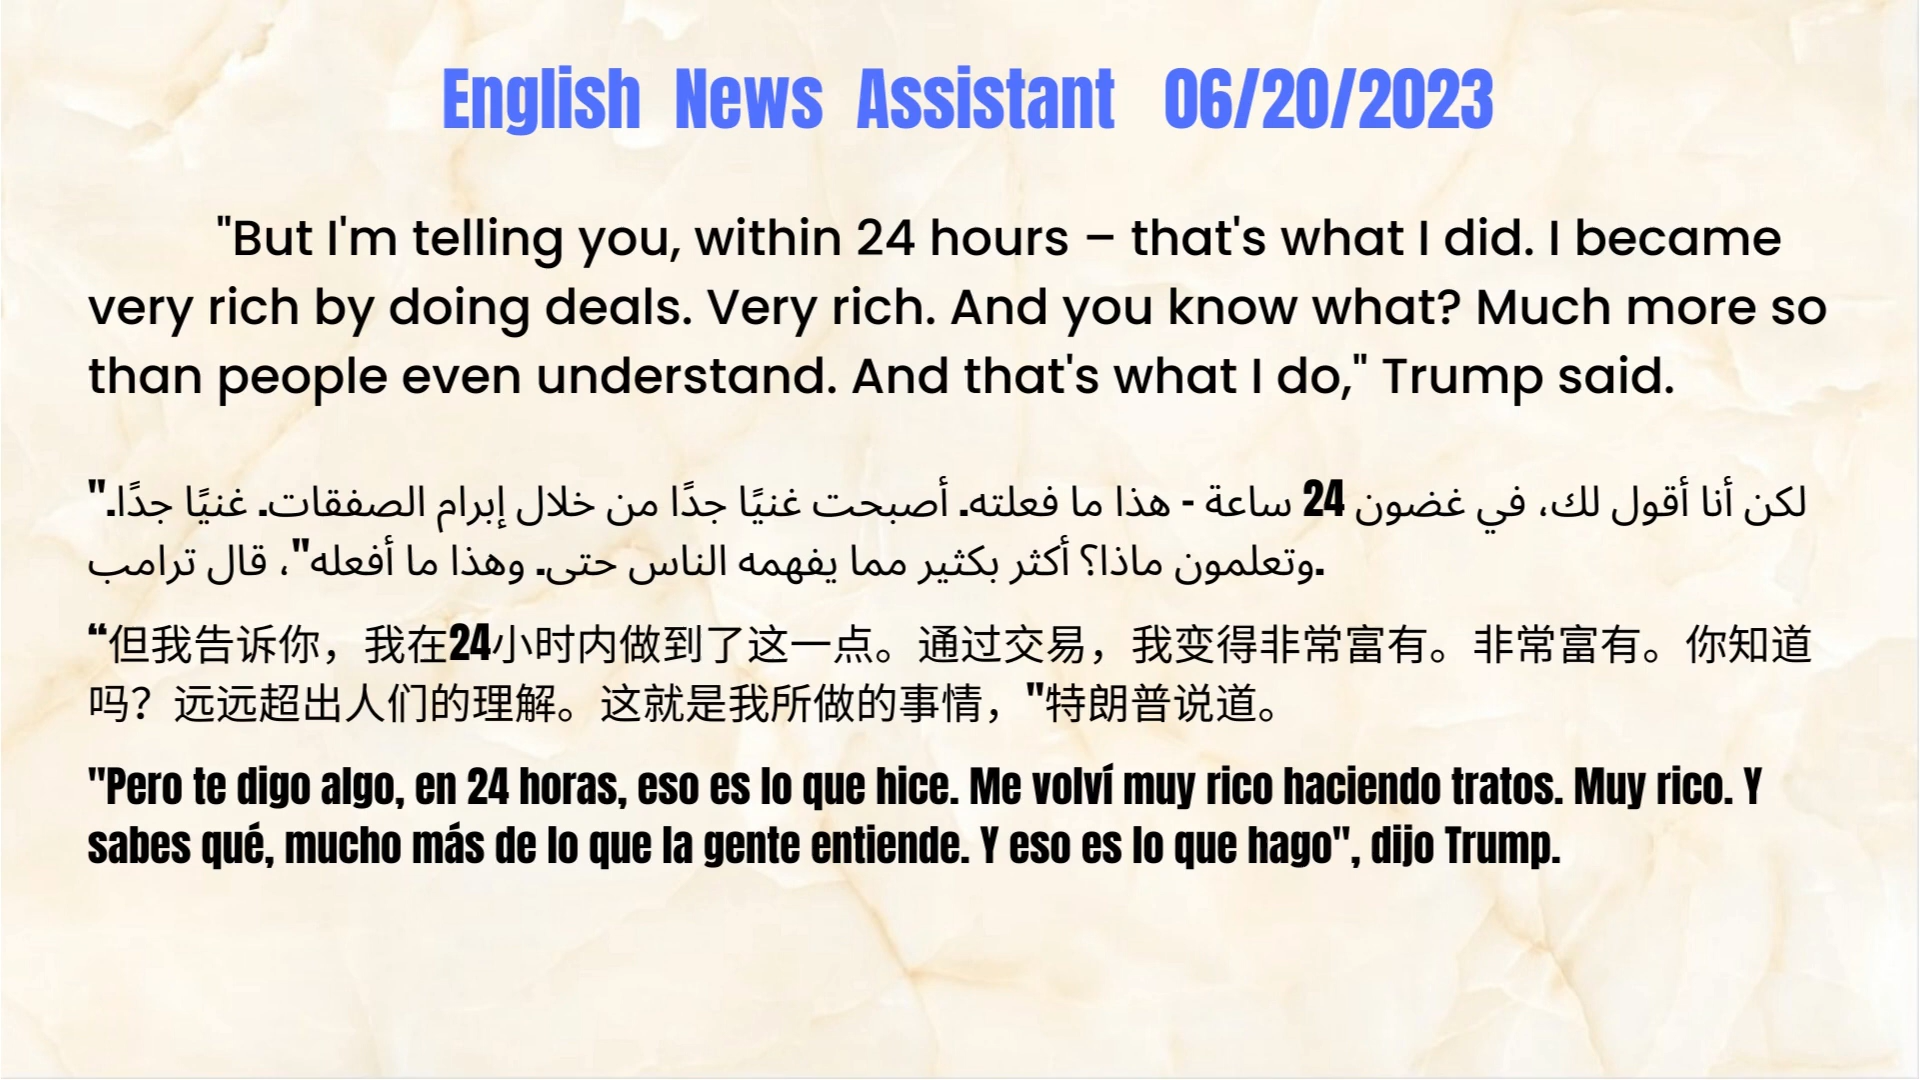 English News Assistant 06/20/2023
"But I'm telling you, within 24 hours – that's what I did. I became
very rich by doing deals. Very rich. And you know what? Much more so
than people even understand. And that's what I do," Trump said.
لكن أنا أقول لك، في غضون 24 ساعة - هذا ما فعلته. أصبحت غنيًا جدًا من خلال إبرام الصفقات. غنيًا جدًا."
.وتعلمون ماذا؟ أكثر بكثير مما يفهمه الناس حتى. وهذا ما أفعله"، قال ترامب
“但我告诉你，我在24小时内做到了这一点。通过交易，我变得非常富有。非常富有。你知道
吗？远远超出人们的理解。这就是我所做的事情，"特朗普说道。
"Pero te digo algo, en 24 horas, eso es lo que hice. Me volví muy rico haciendo tratos. Muy rico. Y
sabes qué, mucho más de lo que la gente entiende. Y eso es lo que hago", dijo Trump.